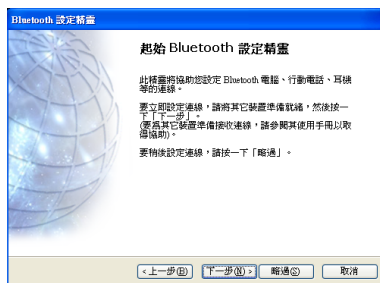 Bluetooth 設定精靈
起始 Bluetooth 設定精靈
此精靈將協助您設定 Bluetooth 電腦、行動電話、耳機
等的連線。
要立即設定連線，請將其它裝置準備就緒，然後按一
下「下一步」。
(要為其它裝置準備接收連線，請參閱其使用手冊以取
得協助)。
要稍後設定連線，請按一下「略過」。
<上一步(B) 下一步(N)> 略過(S) 取消